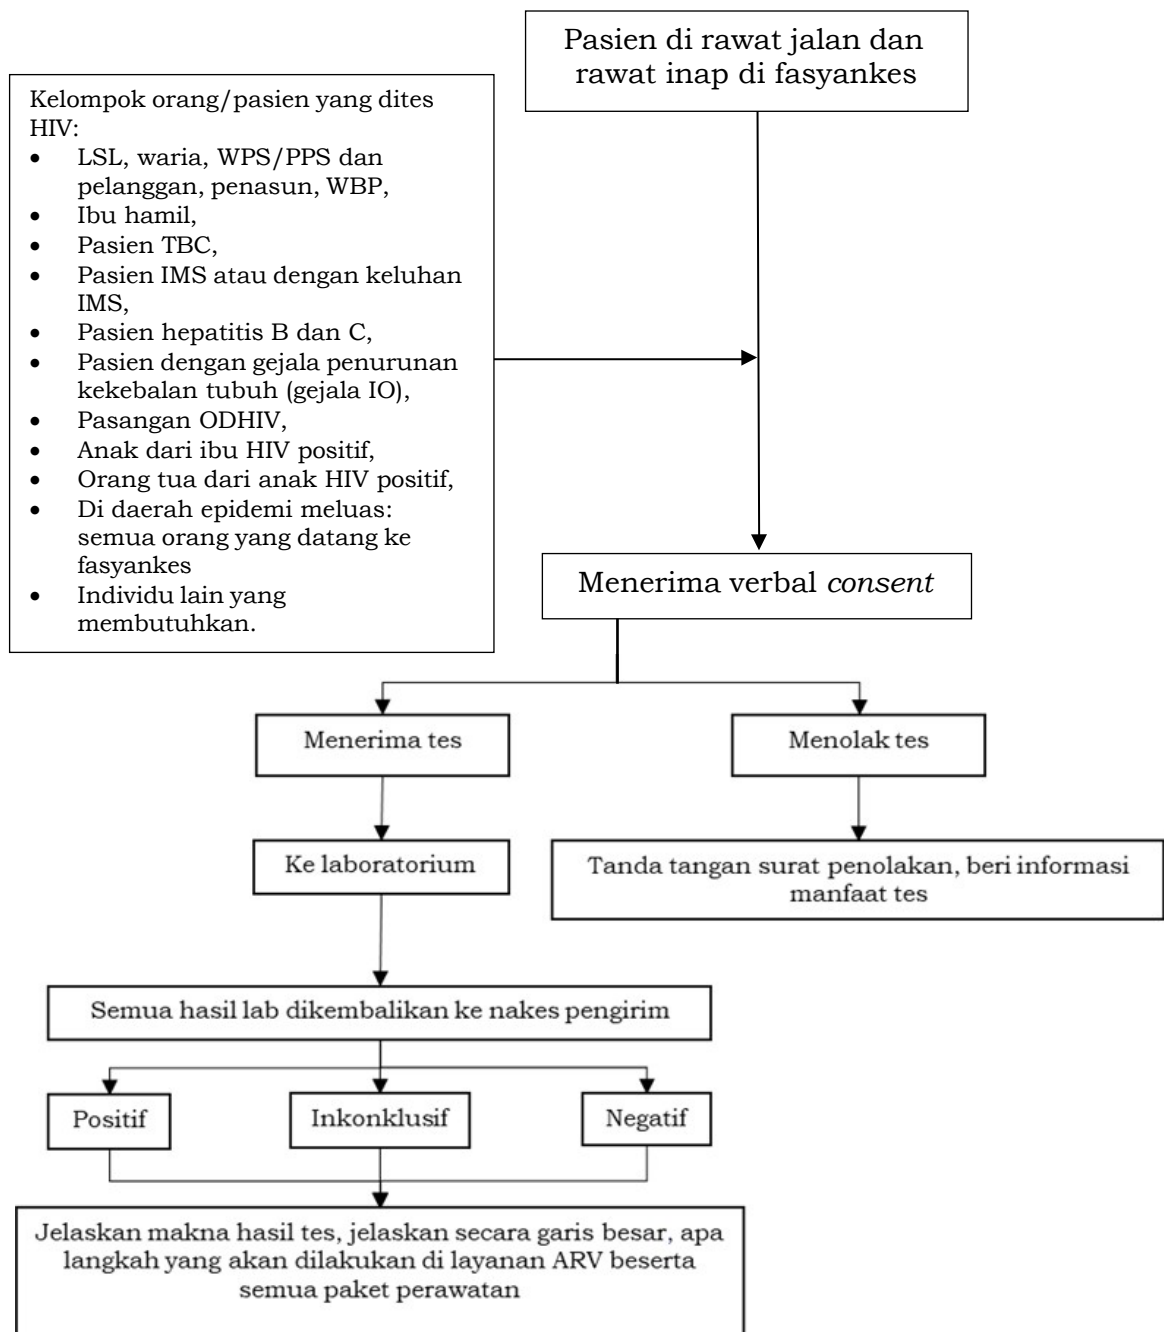 Pasien di rawat jalan dan
rawat inap di fasyankes
Kelompok orang/pasien yang dites
HIV:
• LSL, waria, WPS/PPS dan
pelanggan, penasun, WBP,
• Ibu hamil,
• Pasien TBC,
• Pasien IMS atau dengan keluhan
IMS,
• Pasien hepatitis B dan C,
• Pasien dengan gejala penurunan
kekebalan tubuh (gejala IO),
• Pasangan ODHIV,
• Anak dari ibu HIV positif,
• Orang tua dari anak HIV positif,
• Di daerah epidemi meluas:
semua orang yang datang ke
fasyankes
• Individu lain yang
membutuhkan.
Menerima verbal consent
Menerima tes
Menolak tes
Ke laboratorium
Tanda tangan surat penolakan, beri informasi
manfaat tes
Semua hasil lab dikembalikan ke nakes pengirim
Positif
Inkonklusif
Negatif
Jelaskan makna hasil tes, jelaskan secara garis besar, apa
langkah yang akan dilakukan di layanan ARV beserta
semua paket perawatan